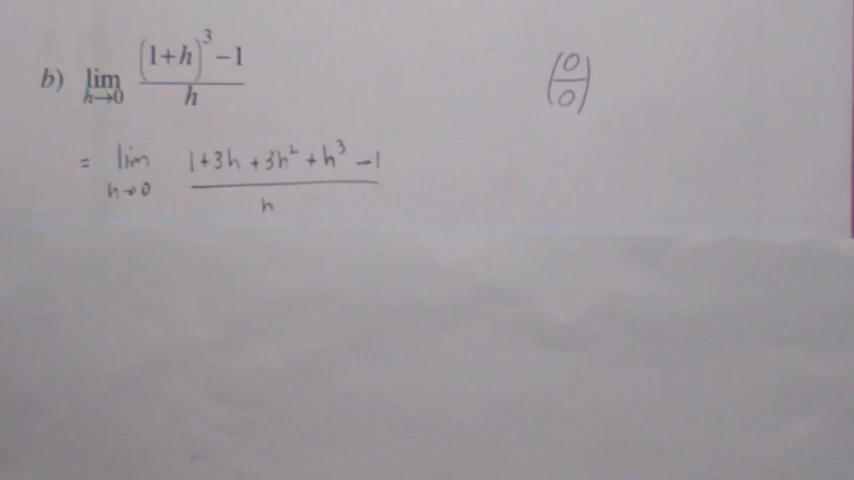 b) lim h→0 (1+h)^3 −1 / h
(0/0)
= lim h→0 1+3h+3h^2+h^3 −1 / h